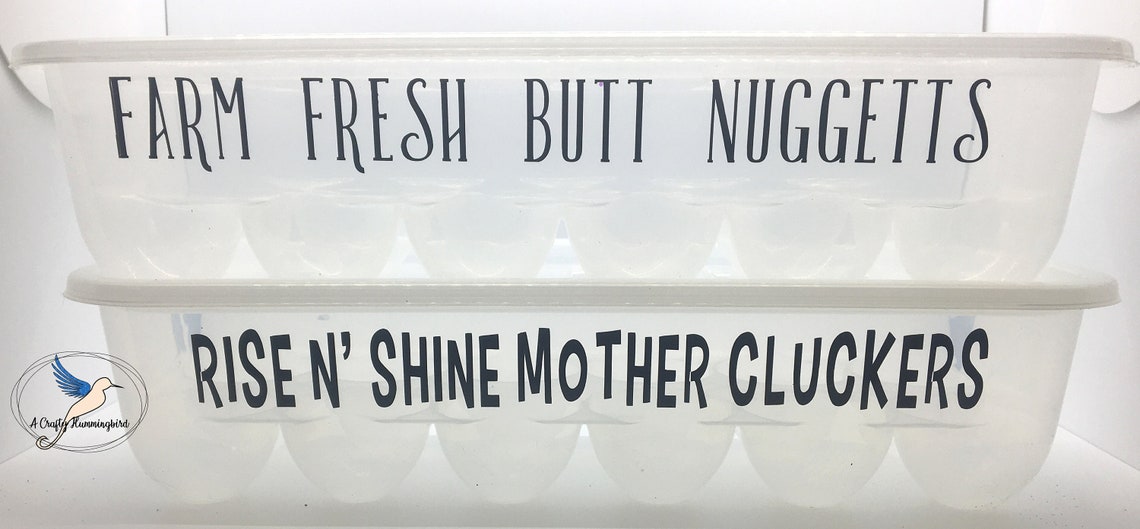 FARM FRESH BUTT NUGGETTS
RISE N' SHINE MOTHER CLUCKERS
A Crafty Hummingbird